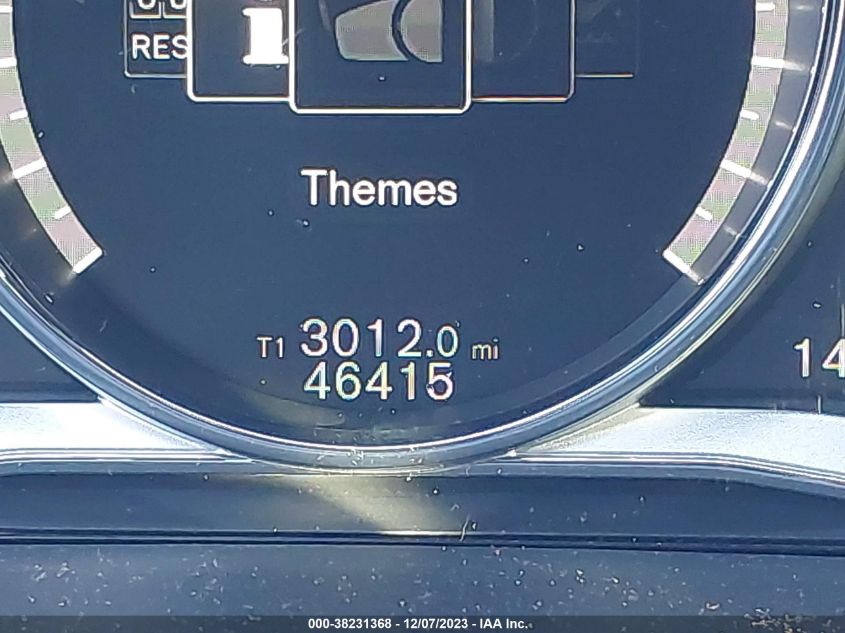 RES
Themes
T1 3012.0 mi
46415
14
000-38231368 - 12/07/2023 - IAA Inc.